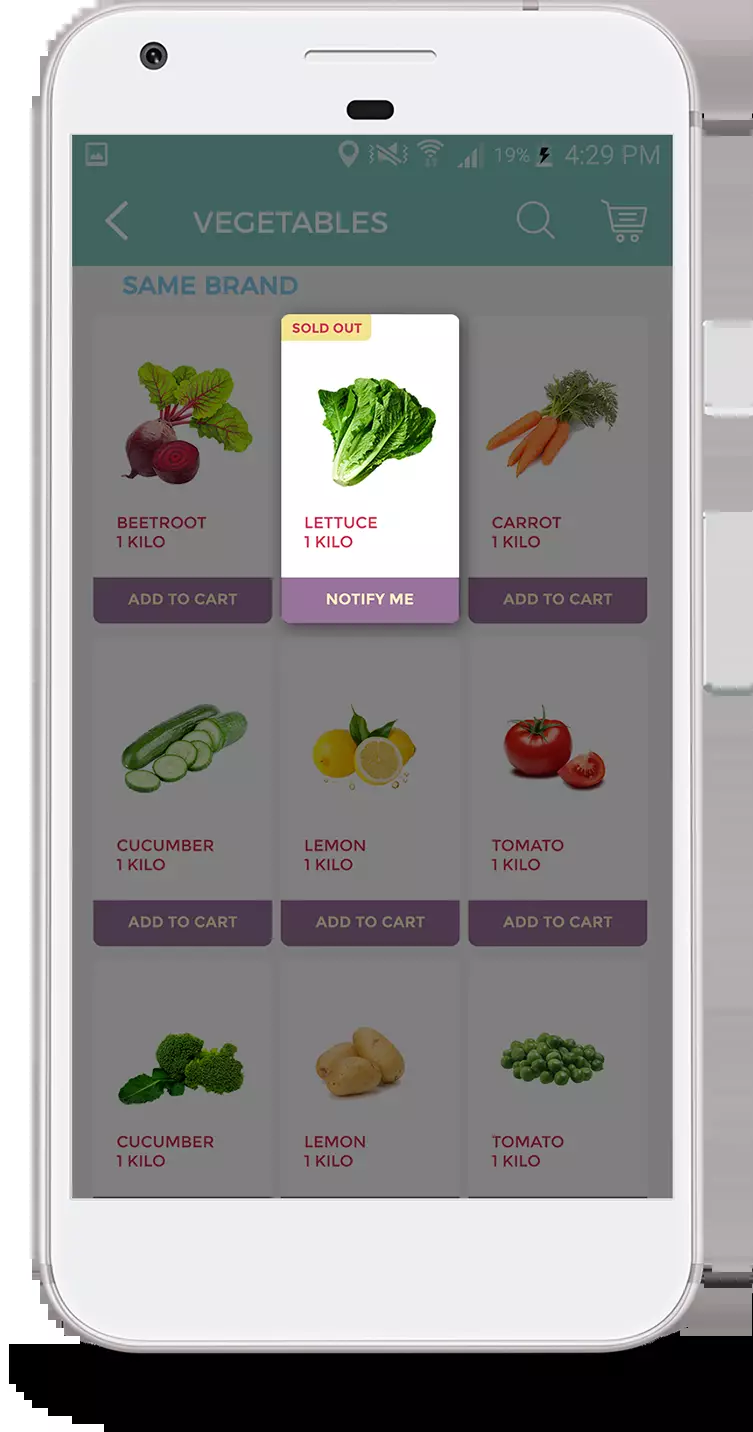 19% 4:29 PM
VEGETABLES
SAME BRAND
SOLD OUT
BEETROOT
1 KILO
ADD TO CART
LETTUCE
1 KILO
NOTIFY ME
CARROT
1 KILO
ADD TO CART
CUCUMBER
1 KILO
ADD TO CART
LEMON
1 KILO
ADD TO CART
TOMATO
1 KILO
ADD TO CART
CUCUMBER
1 KILO
LEMON
1 KILO
TOMATO
1 KILO